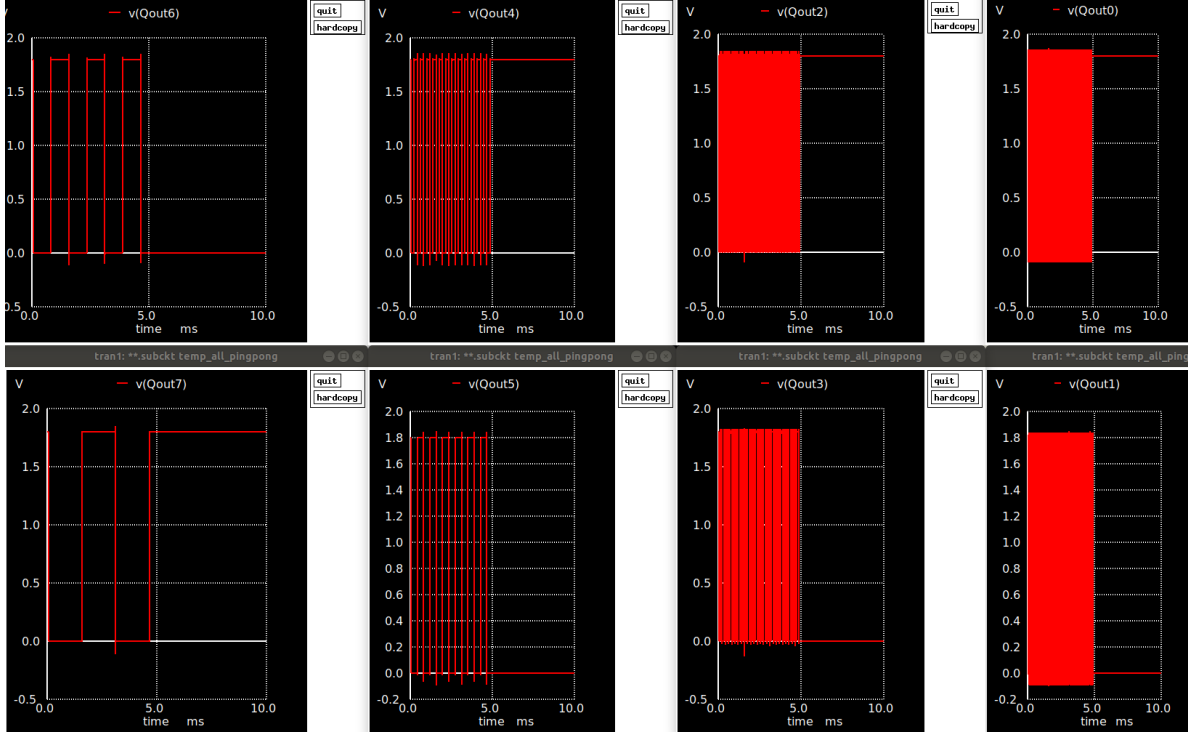 V v(Qout6)
quit
hardcopy
2.0
1.5
1.0
0.5
0.0
0.5
0.0 5.0 10.0
time ms
V v(Qout4)
quit
hardcopy
2.0
1.5
1.0
0.5
0.0
-0.5
0.0 5.0 10.0
time ms
V v(Qout2)
quit
hardcopy
2.0
1.5
1.0
0.5
0.0
-0.5
0.0 5.0 10.0
time ms
V v(Qout0)
2.0
1.5
1.0
0.5
0.0
-0.5
0.0 5.0 10.0
time ms
tran1: **.subckt temp_all_pingpong
tran1: **.subckt temp_all_pingpong
tran1: **.subckt temp_all_pingpong
tran1: **.subckt temp_all_ping
V v(Qout7)
quit
hardcopy
2.0
1.5
1.0
0.5
0.0
-0.5
0.0 5.0 10.0
time ms
V v(Qout5)
quit
hardcopy
2.0
1.8
1.6
1.4
1.2
1.0
0.8
0.6
0.4
0.2
0.0
-0.2
0.0 5.0 10.0
time ms
V v(Qout3)
quit
hardcopy
2.0
1.5
1.0
0.5
0.0
-0.5
0.0 5.0 10.0
time ms
V v(Qout1)
2.0
1.8
1.6
1.4
1.2
1.0
0.8
0.6
0.4
0.2
0.0
-0.2
0.0 5.0 10.0
time ms